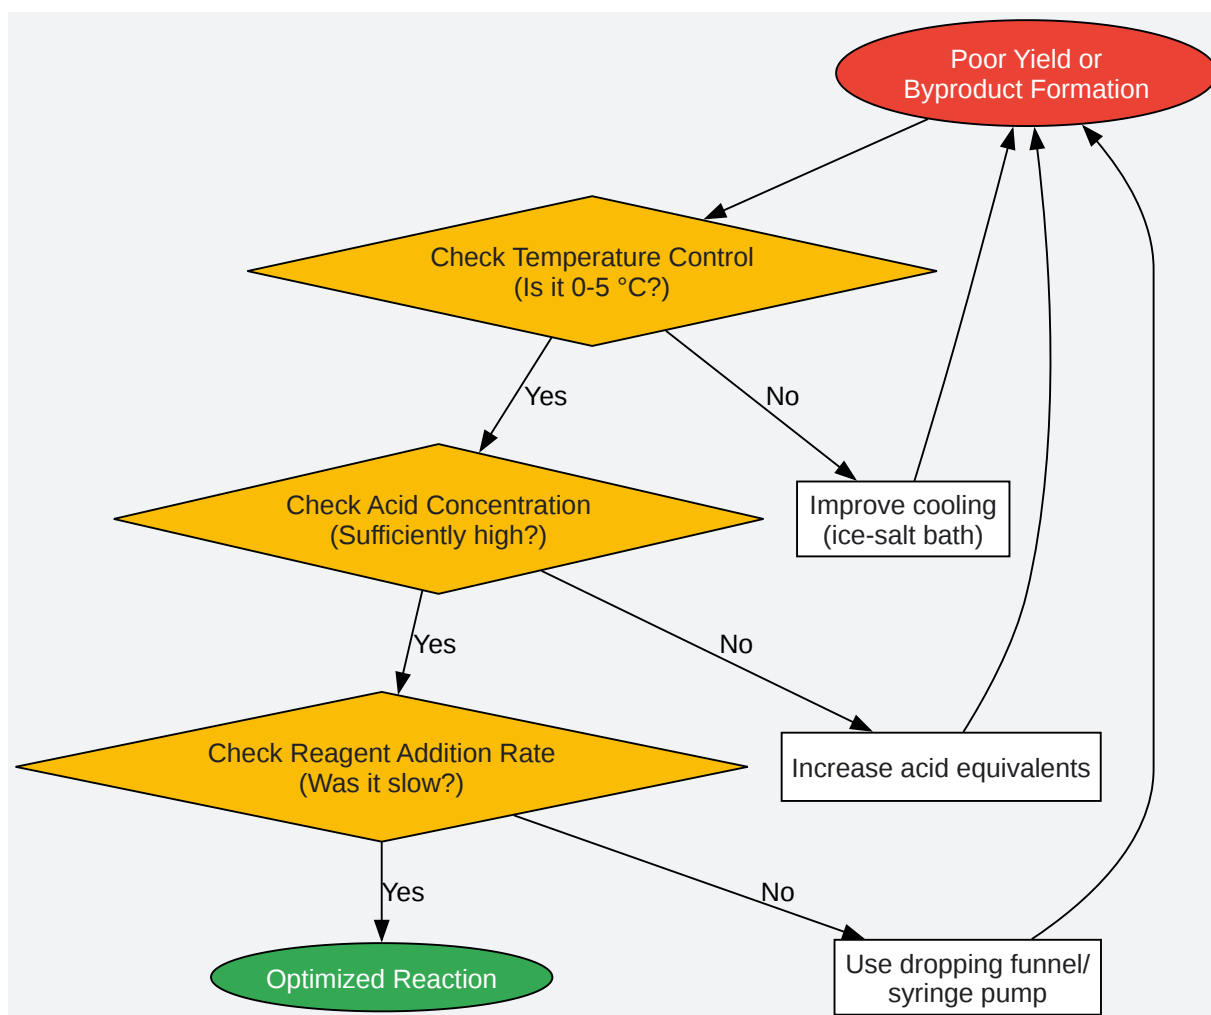 Poor Yield or
Byproduct Formation
Check Temperature Control
(Is it 0-5 °C?)
Yes
No
Check Acid Concentration
(Sufficiently high?)
Improve cooling
(ice-salt bath)
Yes
No
Check Reagent Addition Rate
(Was it slow?)
Increase acid equivalents
Yes
No
Optimized Reaction
Use dropping funnel/
syringe pump